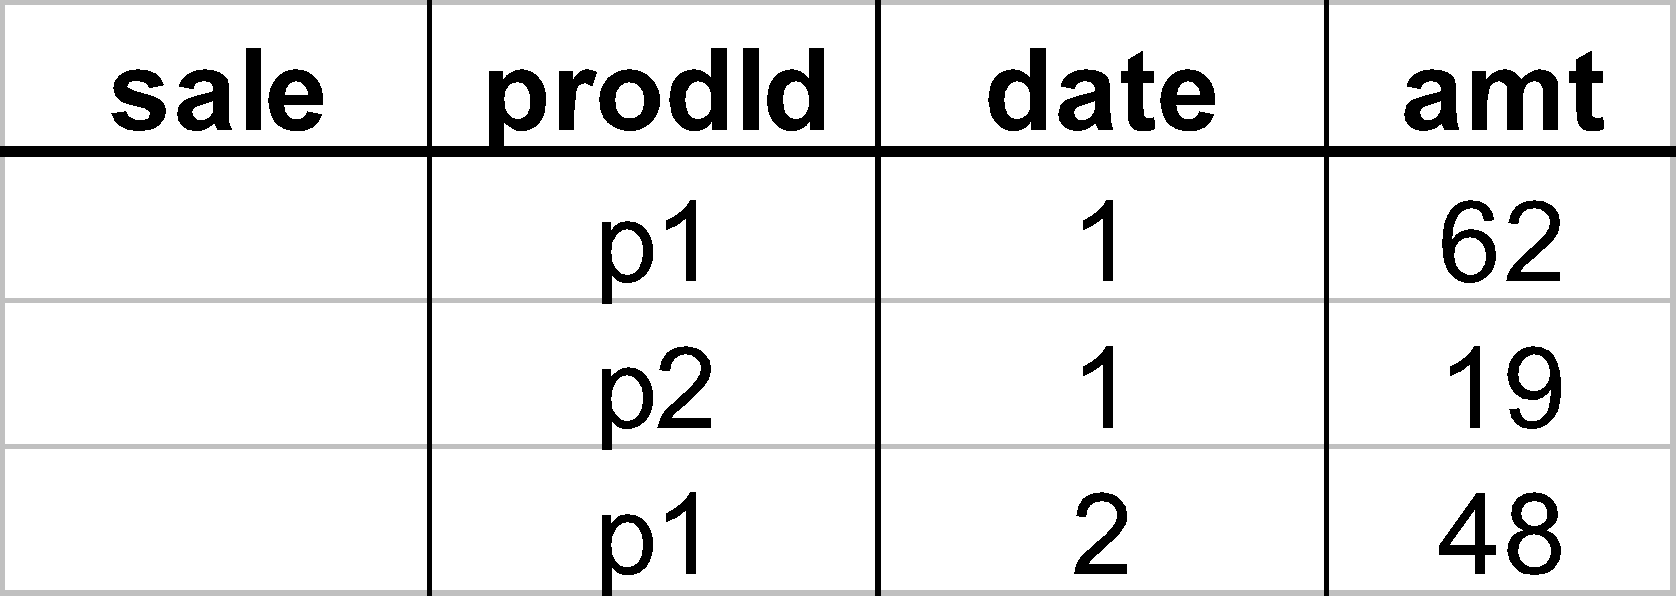 sale prodId date amt
p1 1 62
p2 1 19
p1 2 48